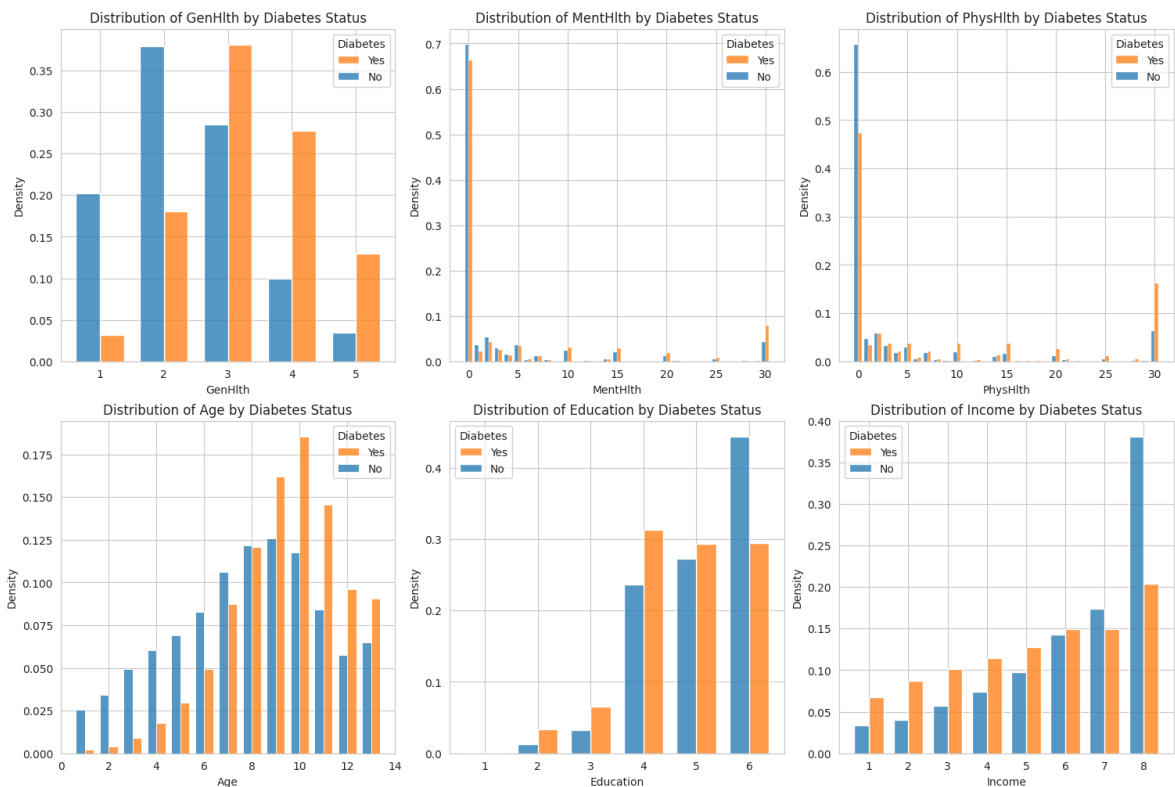 Distribution of GenHlth by Diabetes Status
Diabetes
Yes
No
Density
0.35
0.30
0.25
0.20
0.15
0.10
0.05
0.00
1 2 3 4 5
GenHlth
Distribution of MentHlth by Diabetes Status
Diabetes
Yes
No
Density
0.7
0.6
0.5
0.4
0.3
0.2
0.1
0.0
0 5 10 15 20 25 30
MentHlth
Distribution of PhysHlth by Diabetes Status
Diabetes
Yes
No
Density
0.6
0.5
0.4
0.3
0.2
0.1
0.0
0 5 10 15 20 25 30
PhysHlth
Distribution of Age by Diabetes Status
Diabetes
Yes
No
Density
0.175
0.150
0.125
0.100
0.075
0.050
0.025
0.000
0 2 4 6 8 10 12 14
Age
Distribution of Education by Diabetes Status
Diabetes
Yes
No
Density
0.4
0.3
0.2
0.1
0.0
1 2 3 4 5 6
Education
Distribution of Income by Diabetes Status
Diabetes
Yes
No
Density
0.40
0.35
0.30
0.25
0.20
0.15
0.10
0.05
0.00
1 2 3 4 5 6 7 8
Income